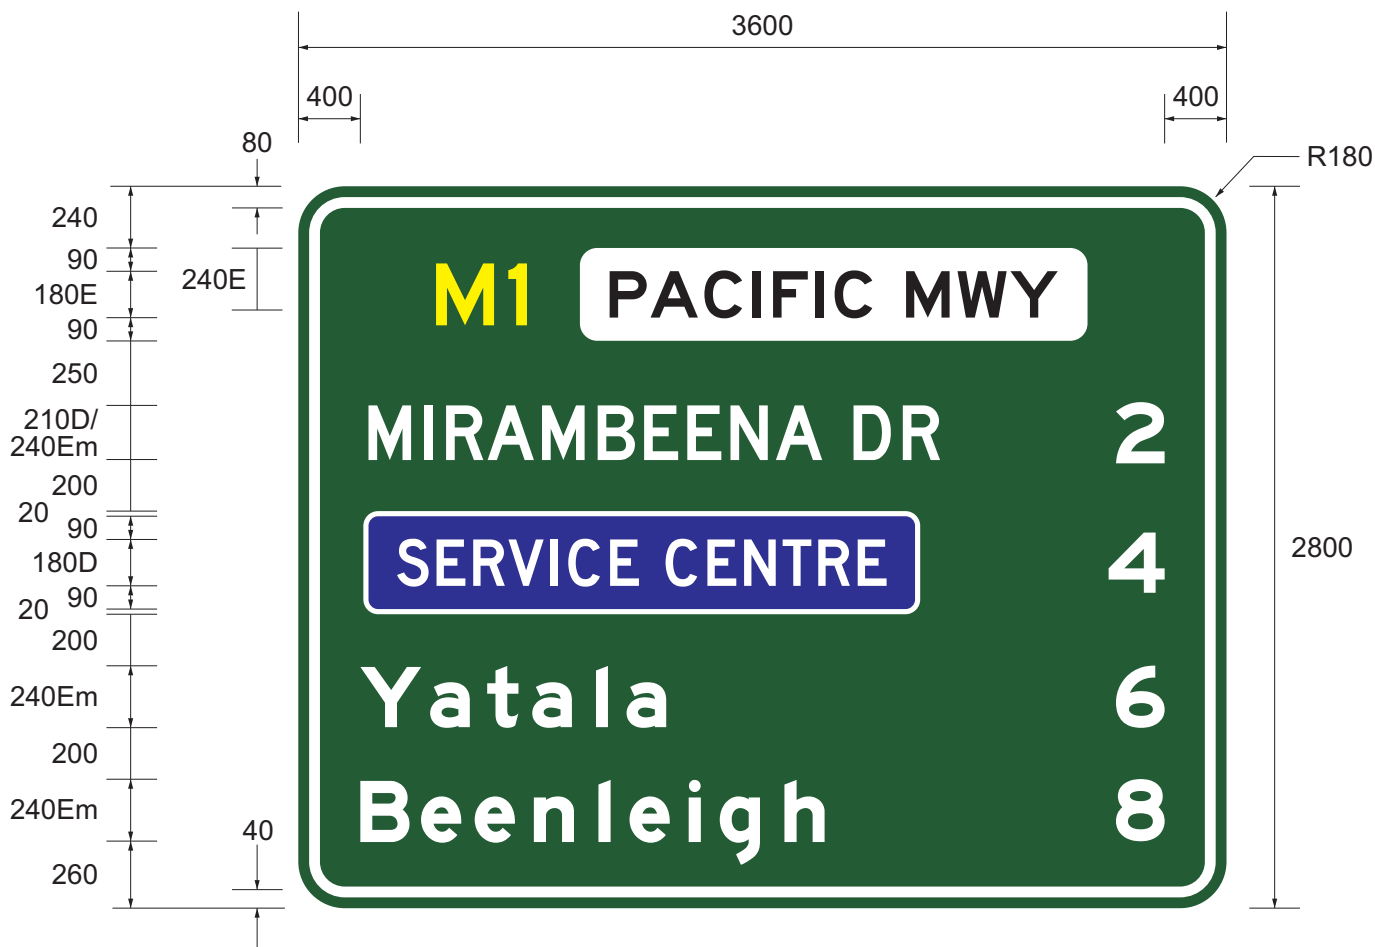 3600
400
400
80
R180
240
90
180E
90
250
210D/
240Em
200
20
90
180D
90
20
200
240Em
200
240Em
260
240E
40
2800
M1 PACIFIC MWY
MIRAMBEENA DR 2
SERVICE CENTRE 4
Yatala 6
Beenleigh 8